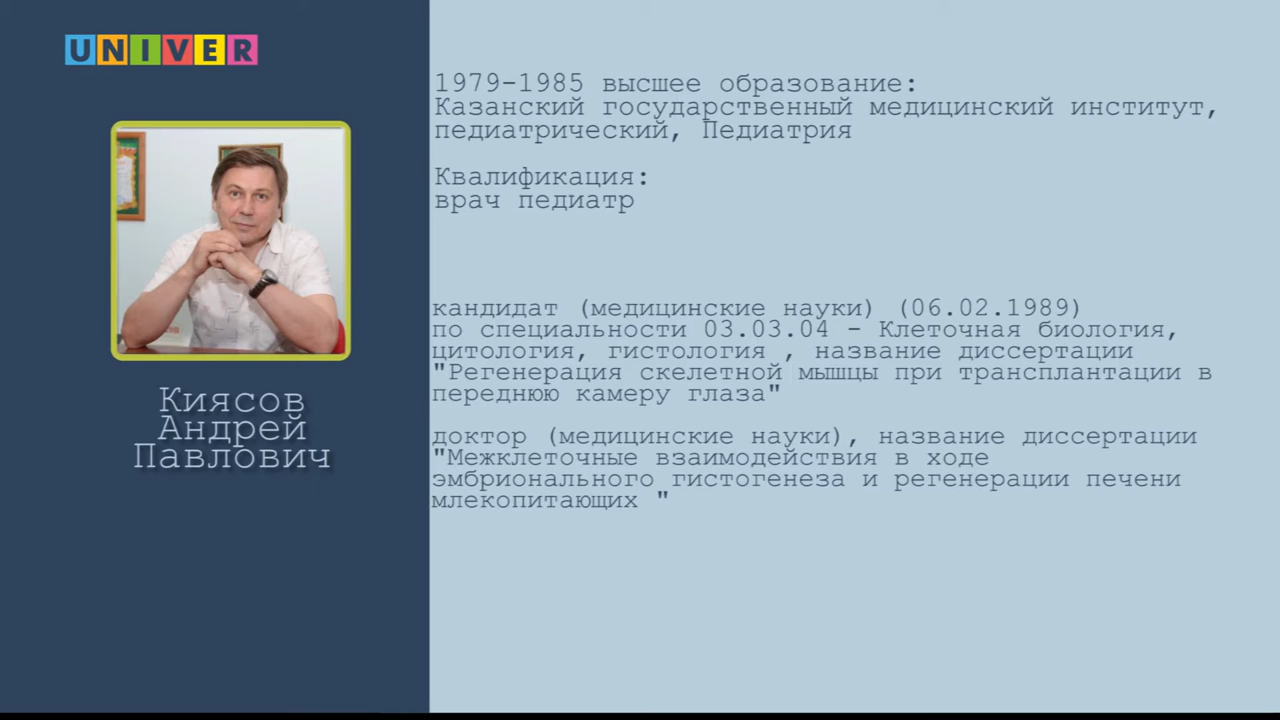 UNIVER
Киясов
Андрей
Павлович
1979-1985 высшее образование:
Казанский государственный медицинский институт,
педиатрический, Педиатрия
Квалификация:
врач педиатр
кандидат (медицинские науки) (06.02.1989)
по специальности 03.03.04 - Клеточная биология,
цитология, гистология , название диссертации
"Регенерация скелетной мышцы при трансплантации в
переднюю камеру глаза"
доктор (медицинские науки), название диссертации
"Межклеточные взаимодействия в ходе
эмбрионального гистогенеза и регенерации печени
млекопитающих "